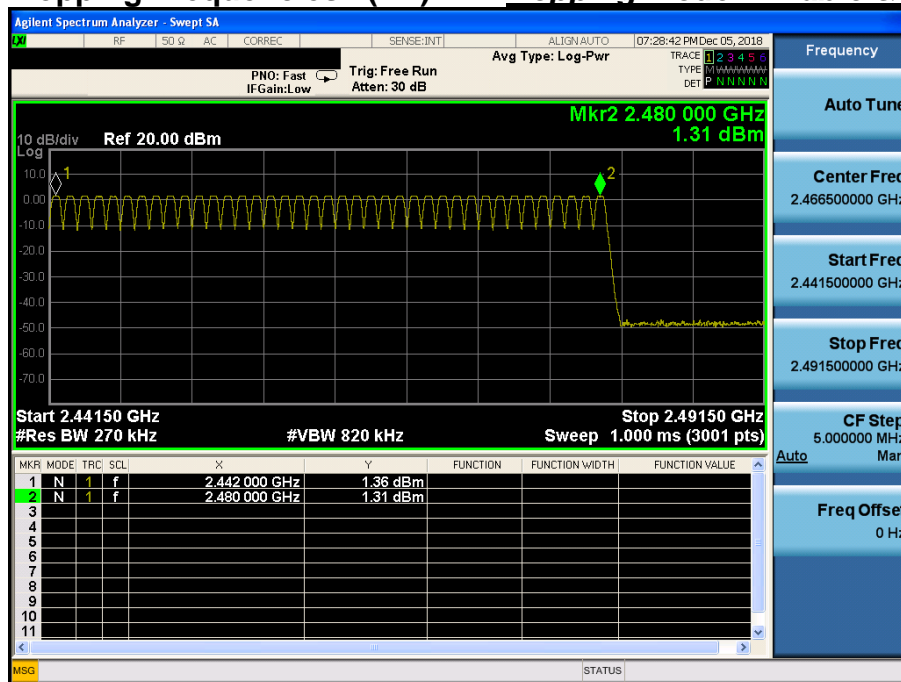 Agilent Spectrum Analyzer - Swept SA
LXI RF 50 Ω AC CORREC SENSE:INT ALIGN AUTO 07:28:42 PM Dec 05, 2018
Avg Type: Log-Pwr TRACE 1 2 3 4 5 6
PNO: Fast Trig: Free Run TYPE M WWWWW
IFGain:Low Atten: 30 dB DET P N N N N N
Mkr2 2.480 000 GHz
10 dB/div Ref 20.00 dBm 1.31 dBm
Log
10.0
0.00
-10.0
-20.0
-30.0
-40.0
-50.0
-60.0
-70.0
1
2
Start 2.44150 GHz Stop 2.49150 GHz
#Res BW 270 kHz #VBW 820 kHz Sweep 1.000 ms (3001 pts)
MKR MODE TRC SCL X Y FUNCTION FUNCTION WIDTH FUNCTION VALUE
1 N 1 f 2.442 000 GHz 1.36 dBm
2 N 1 f 2.480 000 GHz 1.31 dBm
3
4
5
6
7
8
9
10
11
MSG STATUS
Frequency
Auto Tune
Center Freq
2.466500000 GHz
Start Freq
2.441500000 GHz
Stop Freq
2.491500000 GHz
CF Step
5.000000 MHz
Auto Man
Freq Offset
0 Hz